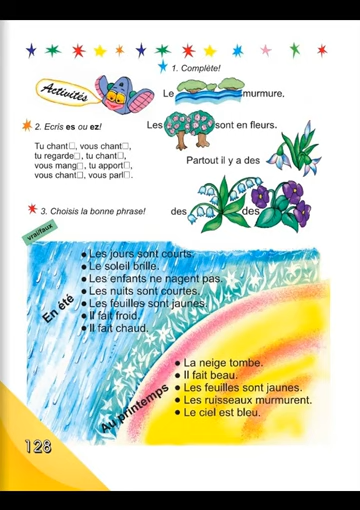 1. Complète!
Activités
Le murmure.
2. Ecris es ou ez!
Les sont en fleurs.
Tu chant□, vous chant□,
tu regarde□, tu chant□,
vous mang□, tu apport□,
vous chant□, vous parl□.
Partout il y a des
3. Choisis la bonne phrase!
des des
vrai/faux
En été
• Les jours sont courts.
• Le soleil brille.
• Les enfants ne nagent pas.
• Les nuits sont courtes.
• Les feuilles sont jaunes.
• Il fait froid.
• Il fait chaud.
Au printemps
• La neige tombe.
• Il fait beau.
• Les feuilles sont jaunes.
• Les ruisseaux murmurent.
• Le ciel est bleu.
128